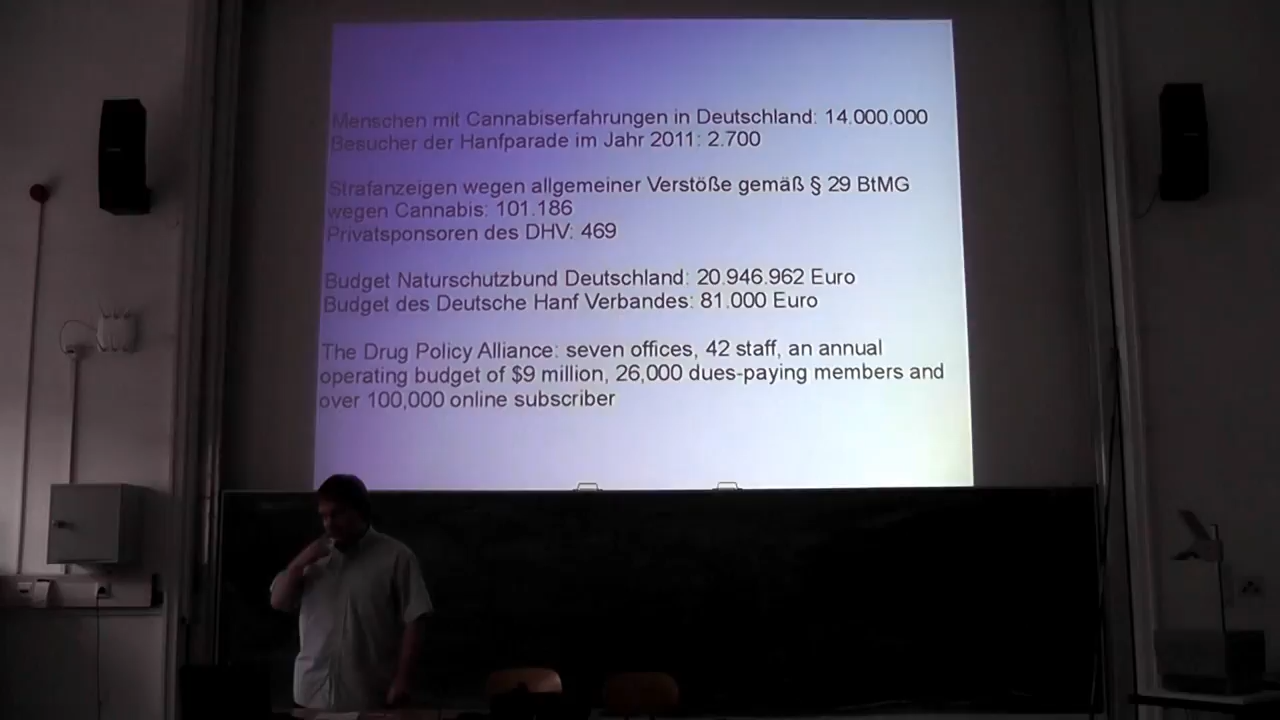 Menschen mit Cannabiserfahrungen in Deutschland: 14.000.000
Besucher der Hanfparade im Jahr 2011: 2.700
Strafanzeigen wegen allgemeiner Verstöße gemäß § 29 BtMG
wegen Cannabis: 101.186
Privatsponsoren des DHV: 469
Budget Naturschutzbund Deutschland: 20.946.962 Euro
Budget des Deutsche Hanf Verbandes: 81.000 Euro
The Drug Policy Alliance: seven offices, 42 staff, an annual
operating budget of $9 million, 26,000 dues-paying members and
over 100,000 online subscriber